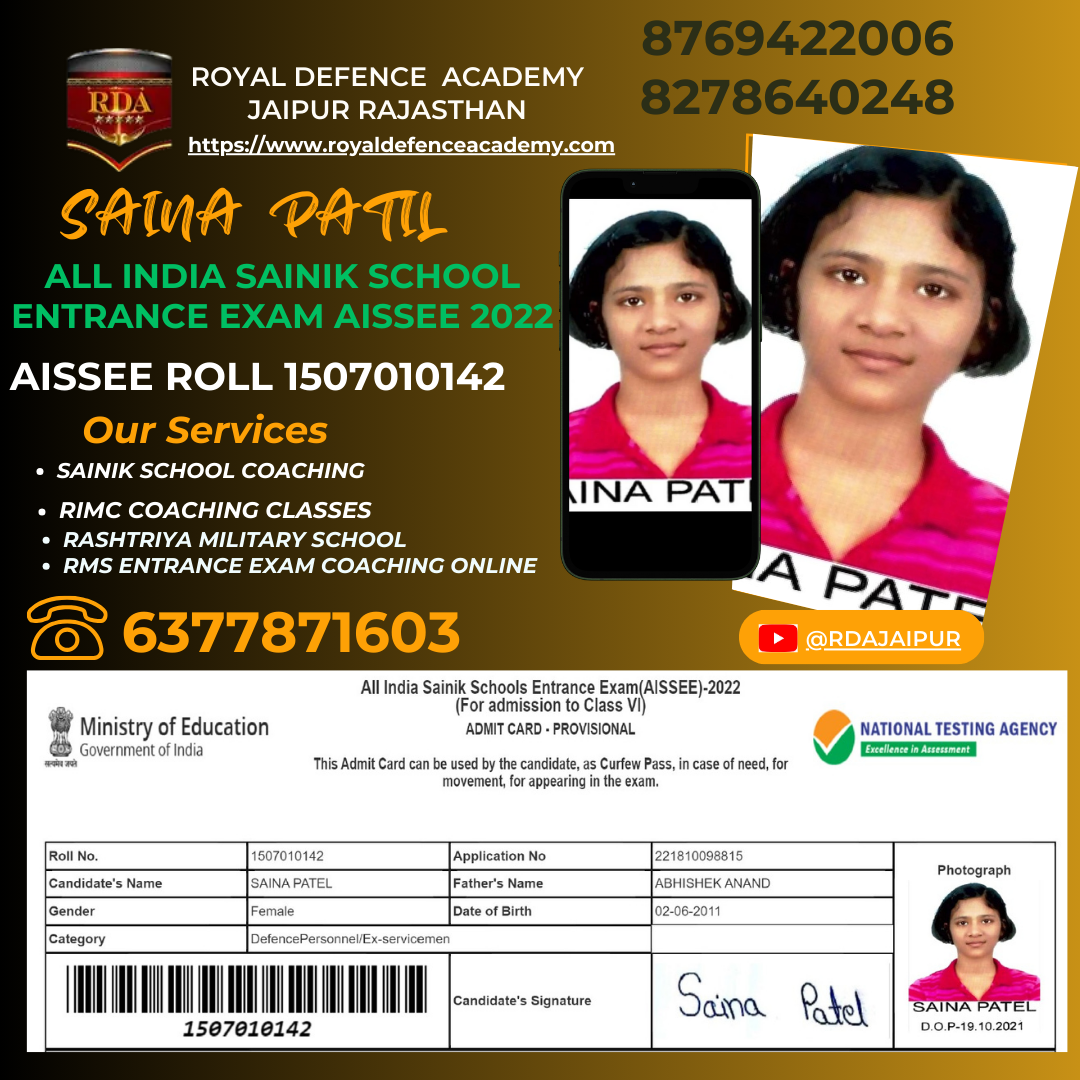 8769422006
8278640248
RDA
ROYAL DEFENCE ACADEMY
JAIPUR RAJASTHAN
https://www.royaldefenceacademy.com
SAINA PATIL
ALL INDIA SAINIK SCHOOL
ENTRANCE EXAM AISSEE 2022
AISSEE ROLL 1507010142
Our Services
• SAINIK SCHOOL COACHING
• RIMC COACHING CLASSES
• RASHTRIYA MILITARY SCHOOL
• RMS ENTRANCE EXAM COACHING ONLINE
AINA PATE
A PATE
6377871603
@RDAJAIPUR
All India Sainik Schools Entrance Exam(AISSEE)-2022
(For admission to Class VI)
ADMIT CARD - PROVISIONAL
This Admit Card can be used by the candidate, as Curfew Pass, in case of need, for
movement, for appearing in the exam.
Ministry of Education
Government of India
सत्यमेव जयते
NATIONAL TESTING AGENCY
Excellence in Assessment
Roll No. 1507010142 Application No 221810098815
Candidate's Name SAINA PATEL Father's Name ABHISHEK ANAND
Gender Female Date of Birth 02-06-2011
Category DefencePersonnel/Ex-servicemen
1507010142
Candidate's Signature
Saina Patel
Photograph
SAINA PATEL
D.O.P-19.10.2021